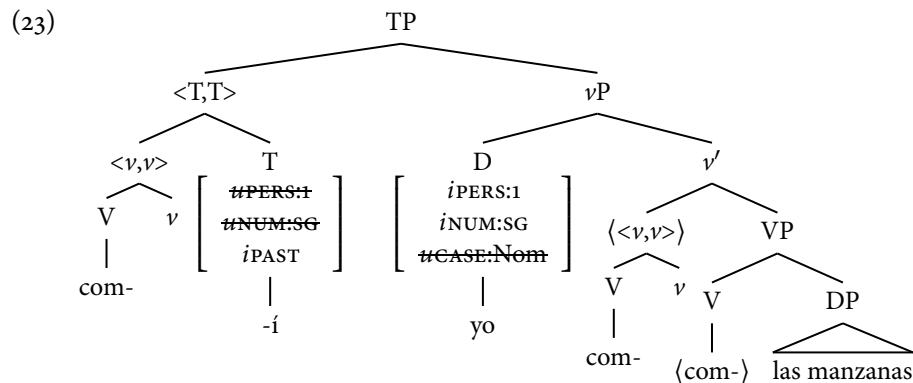 (23) TP
<T,T> vP
<v,v> T D v′
uPERS:1 iPERS:1
V v uNUM:SG iNUM:SG ⟨<v,v>⟩ VP
iPAST uCASE:Nom
com- V v V DP
-í yo
com- ⟨com-⟩ las manzanas